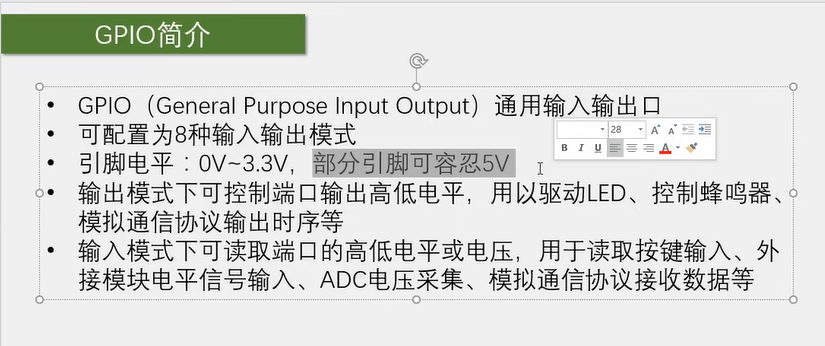 GPIO简介
• GPIO（General Purpose Input Output）通用输入输出口
• 可配置为8种输入输出模式
• 引脚电平：0V~3.3V，部分引脚可容忍5V
• 输出模式下可控制端口输出高低电平，用以驱动LED、控制蜂鸣器、
模拟通信协议输出时序等
• 输入模式下可读取端口的高低电平或电压，用于读取按键输入、外
接模块电平信号输入、ADC电压采集、模拟通信协议接收数据等
28 A A
B I U A